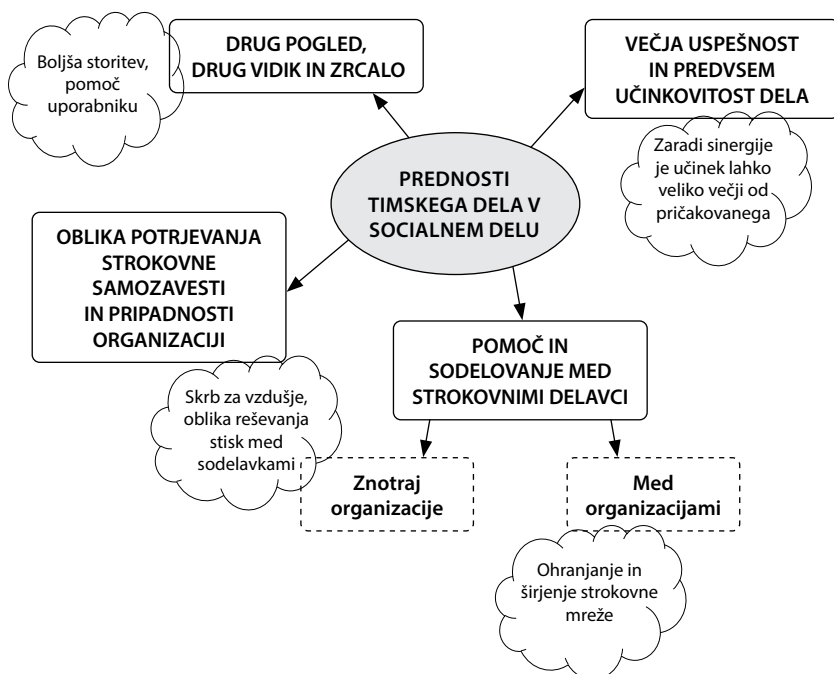 DRUG POGLED,
DRUG VIDIK IN ZRCALO
Boljša storitev,
pomoč
uporabniku
VEČJA USPEŠNOST
IN PREDVSEM
UČINKOVITOST DELA
Zaradi sinergije
je učinek lahko
veliko večji od
pričakovanega
PREDNOSTI
TIMSKEGA DELA V
SOCIALNEM DELU
OBLIKA POTRJEVANJA
STROKOVNE
SAMOZAVESTI
IN PRIPADNOSTI
ORGANIZACIJI
POMOČ IN
SODELOVANJE MED
STROKOVNIMI DELAVCI
Skrb za vzdušje,
oblika reševanja
stisk med
sodelavkami
Znotraj
organizacije
Med
organizacijami
Ohranjanje in
širjenje strokovne
mreže